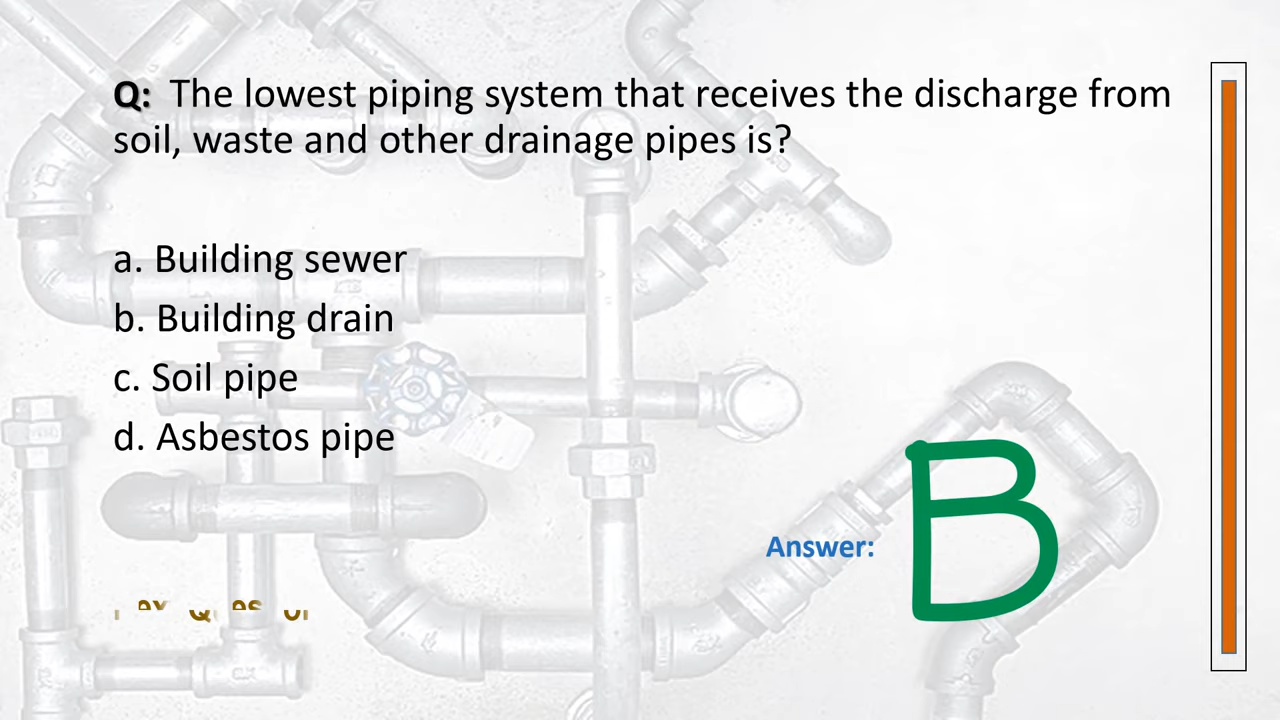 Q: The lowest piping system that receives the discharge from
soil, waste and other drainage pipes is?
a. Building sewer
b. Building drain
c. Soil pipe
d. Asbestos pipe
Answer: B